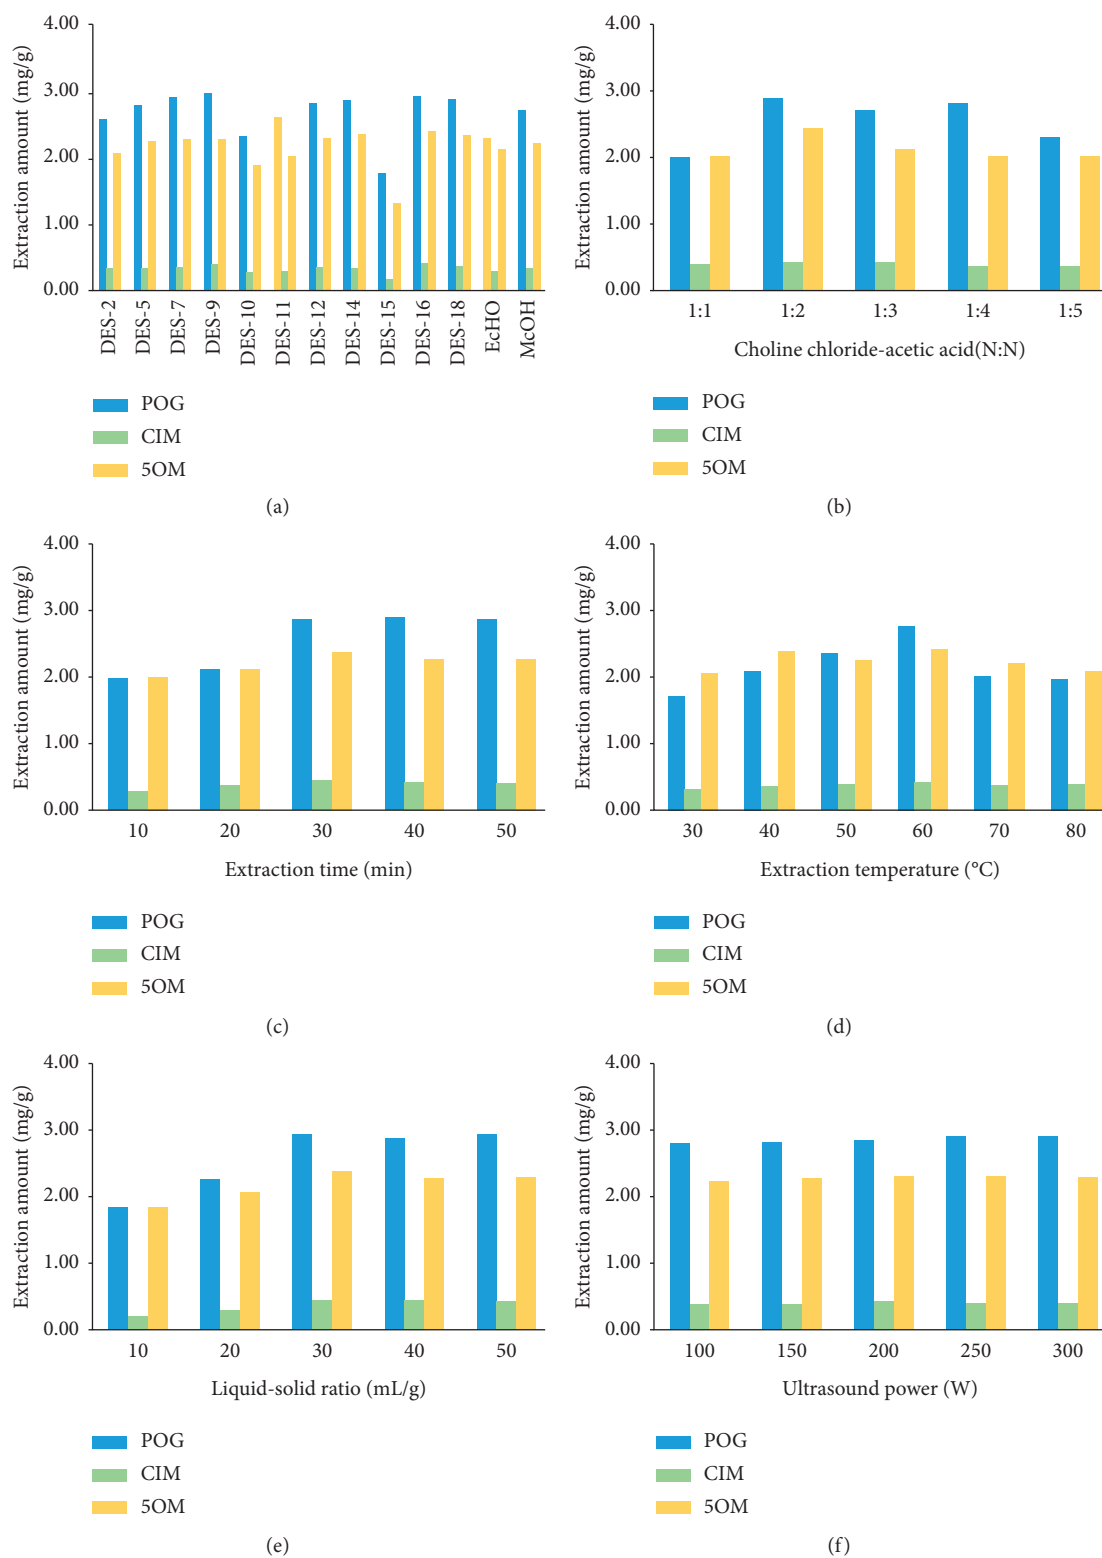 4.00
3.00
2.00
1.00
0.00
Extraction amount (mg/g)
DES-2
DES-5
DES-7
DES-9
DES-10
DES-11
DES-12
DES-14
DES-15
DES-16
DES-18
EcHO
McOH
POG
CIM
5OM
(a)
4.00
3.00
2.00
1.00
0.00
Extraction amount (mg/g)
1:1 1:2 1:3 1:4 1:5
Choline chloride-acetic acid(N:N)
POG
CIM
5OM
(b)
4.00
3.00
2.00
1.00
0.00
Extraction amount (mg/g)
10 20 30 40 50
Extraction time (min)
POG
CIM
5OM
(c)
4.00
3.00
2.00
1.00
0.00
Extraction amount (mg/g)
30 40 50 60 70 80
Extraction temperature (°C)
POG
CIM
5OM
(d)
4.00
3.00
2.00
1.00
0.00
Extraction amount (mg/g)
10 20 30 40 50
Liquid-solid ratio (mL/g)
POG
CIM
5OM
(e)
4.00
3.00
2.00
1.00
0.00
Extraction amount (mg/g)
100 150 200 250 300
Ultrasound power (W)
POG
CIM
5OM
(f)